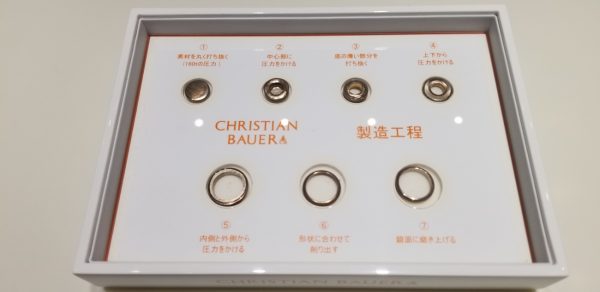 ①
素材を丸く打ち抜く
(180tの圧力)
②
中心部に
圧力をかける
③
底の薄い部分を
打ち抜く
④
上下から
圧力をかける
CHRISTIAN
BAUER
製造工程
⑤
内側と外側から
圧力をかける
⑥
形状に合わせて
削り出す
⑦
鏡面に磨き上げる
CHRISTIAN BAUER